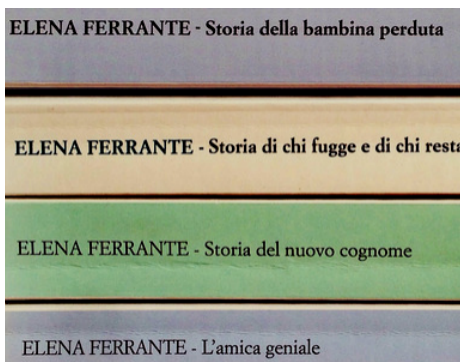 ELENA FERRANTE - Storia della bambina perduta
ELENA FERRANTE - Storia di chi fugge e di chi resta
ELENA FERRANTE - Storia del nuovo cognome
ELENA FERRANTE - L'amica geniale